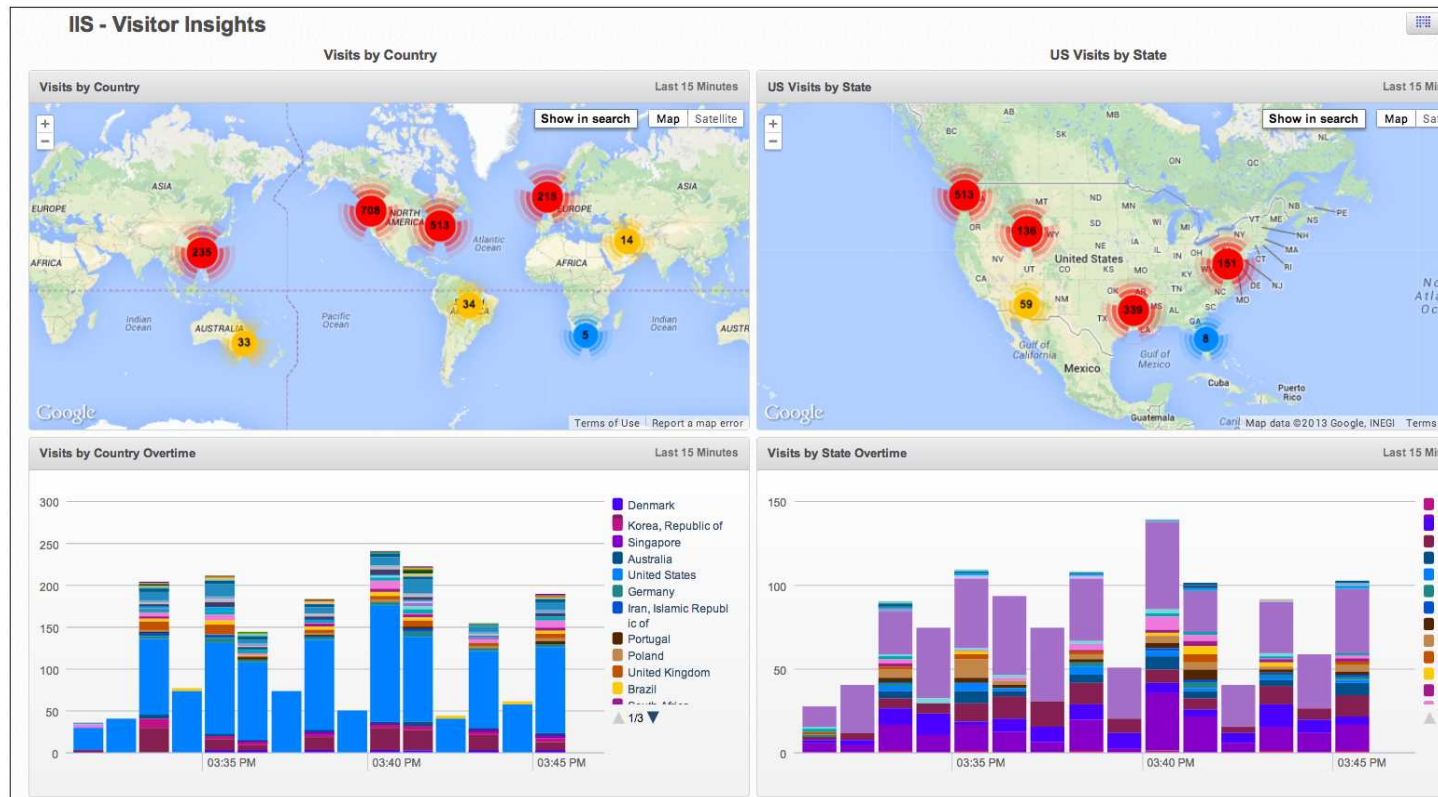 IIS - Visitor Insights
Visits by Country
US Visits by State
Visits by Country
Last 15 Minutes
US Visits by State
Last 15 Mi
+
−
Show in search
Map
Satellite
ASIA
EUROPE
AFRICA
AUSTRALIA
Indian
Ocean
Pacific
Ocean
NORTH
AMERICA
Atlantic
Ocean
EUROPE
ASIA
AFRICA
Indian
Ocean
AUSTR
235
33
708
513
34
14
5
Google
Terms of Use
Report a map error
+
−
Show in search
Map
AB
MB
BC
SK
ON
QC
NL
NB
PE
MT
ND
MN
OR
WY
SD
WI
MI
VT
ME
NS
NH
NY
MA
CT
RI
NE
IA
IL
IN
OH
NJ
DE
MD
NV
UT
CO
KS
MO
KY
CA
OK
AR
TN
NC
SC
NM
TX
MS
AL
GA
LA
United States
513
136
151
59
339
8
Gulf of
California
Gulf of
Mexico
Mexico
Cuba
Puerto
Rico
Guatemala
Google
Map data ©2013 Google, INEGI
Terms
Visits by Country Overtime
Last 15 Minutes
300
250
200
150
100
50
0
03:35 PM
03:40 PM
03:45 PM
Denmark
Korea, Republic of
Singapore
Australia
United States
Germany
Iran, Islamic Republ
ic of
Portugal
Poland
United Kingdom
Brazil
1/3
Visits by State Overtime
Last 15 Mi
150
100
50
0
03:35 PM
03:40 PM
03:45 PM